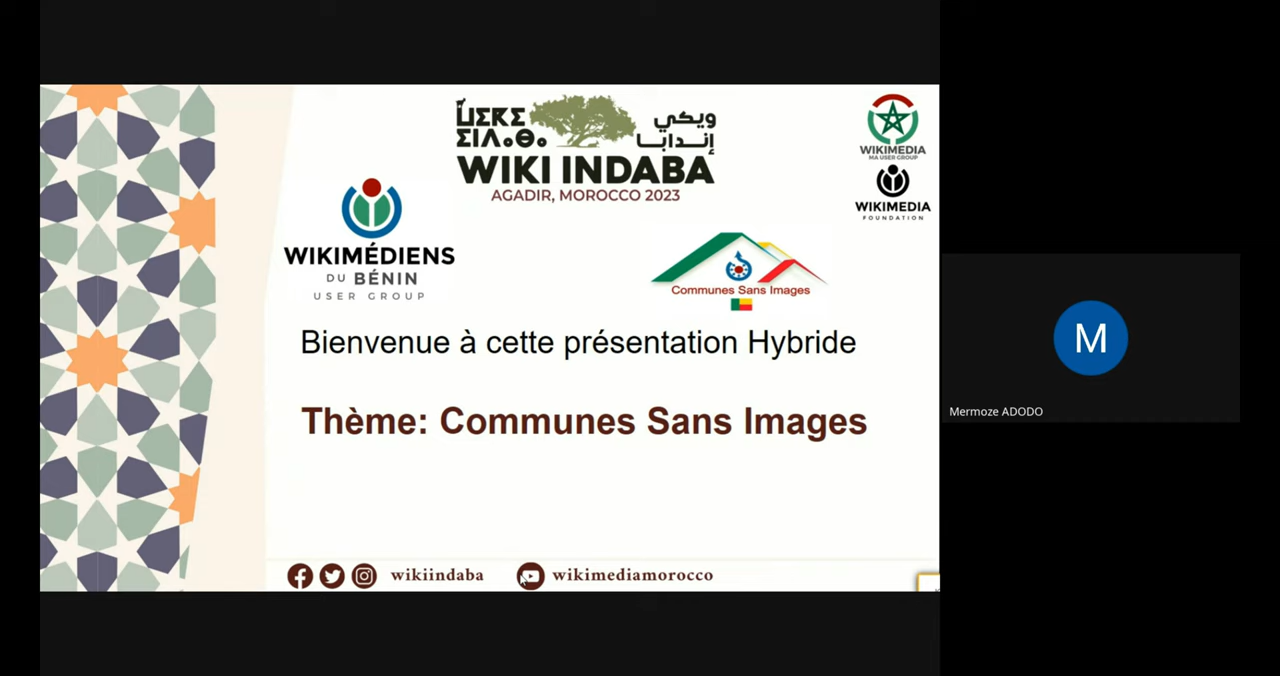 ⵡⵉⴽⵉ
ⵉⵏⴷⴰⴱⴰ
ويكي
إندابا
WIKI INDABA
AGADIR, MOROCCO 2023
WIKIMEDIA
MA USER GROUP
WIKIMEDIA
FOUNDATION
WIKIMÉDIENS
DU BÉNIN
USER GROUP
Communes Sans Images
Bienvenue à cette présentation Hybride
Thème: Communes Sans Images
wikiindaba
wikimediamorocco
M
Mermoze ADODO